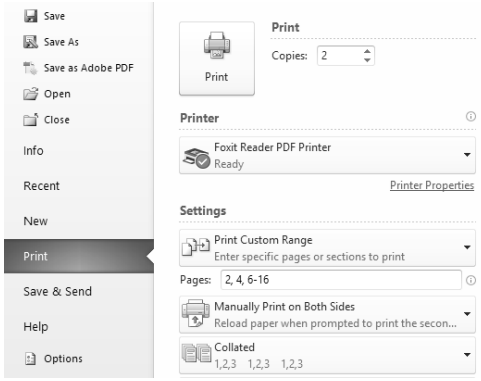 Save
Save As
Save as Adobe PDF
Open
Close
Info
Recent
New
Print
Save & Send
Help
Options
Print
Print
Copies: 2
Printer
Foxit Reader PDF Printer
Ready
Printer Properties
Settings
Print Custom Range
Enter specific pages or sections to print
Pages: 2, 4, 6-16
Manually Print on Both Sides
Reload paper when prompted to print the secon...
Collated
1,2,3 1,2,3 1,2,3